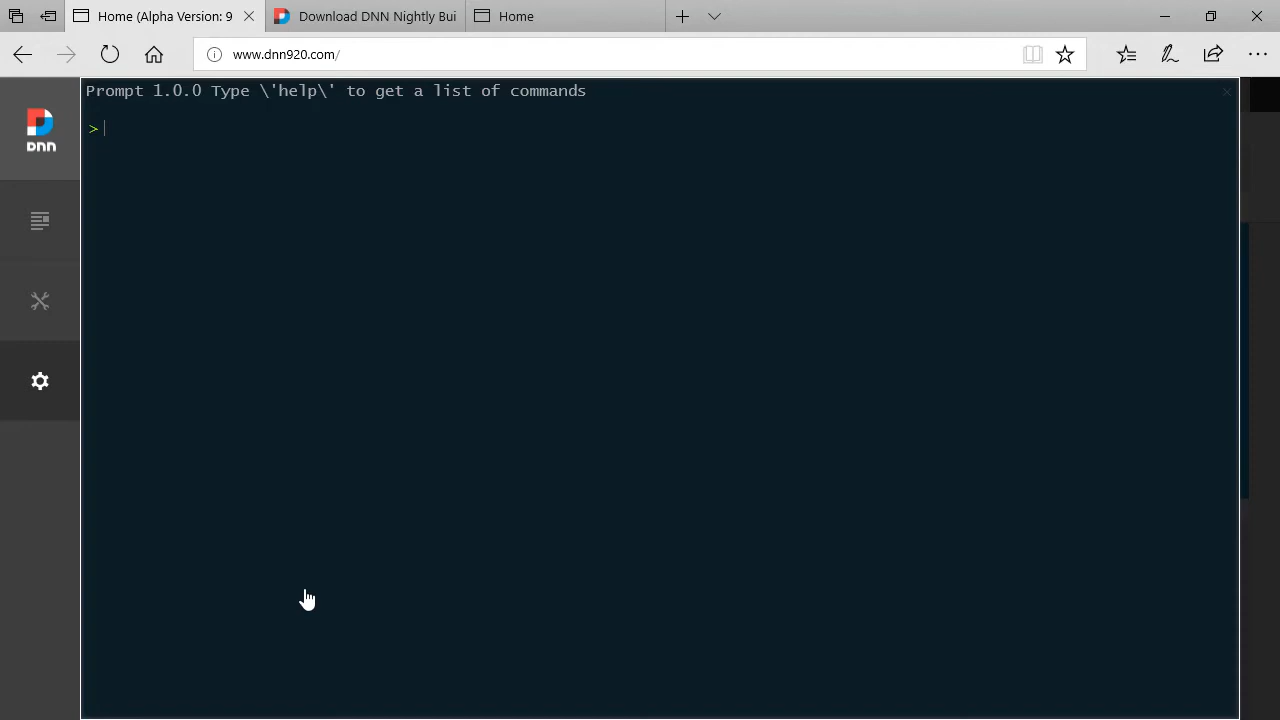 Home (Alpha Version: 9
Download DNN Nightly Bui
Home
www.dnn920.com/
Prompt 1.0.0 Type \'help\' to get a list of commands
>
DNN